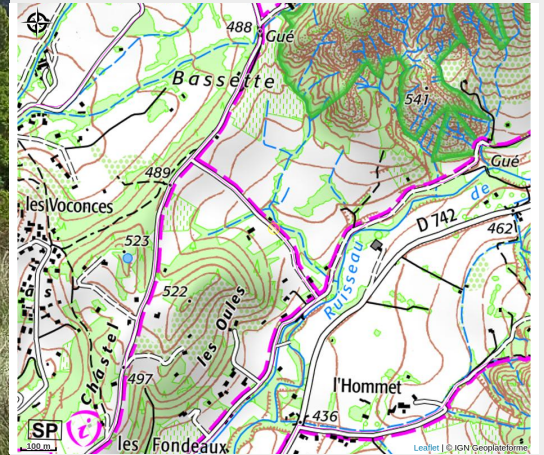 488
Gué
Bassette
541
489
Gué
les Voconces
de
D 742
462
523
522
Ruisseau
les Oules
Chastel
497
l'Hommet
436
SP
i
100 m
les Fondeaux
Leaflet | © IGN Geoplateforme